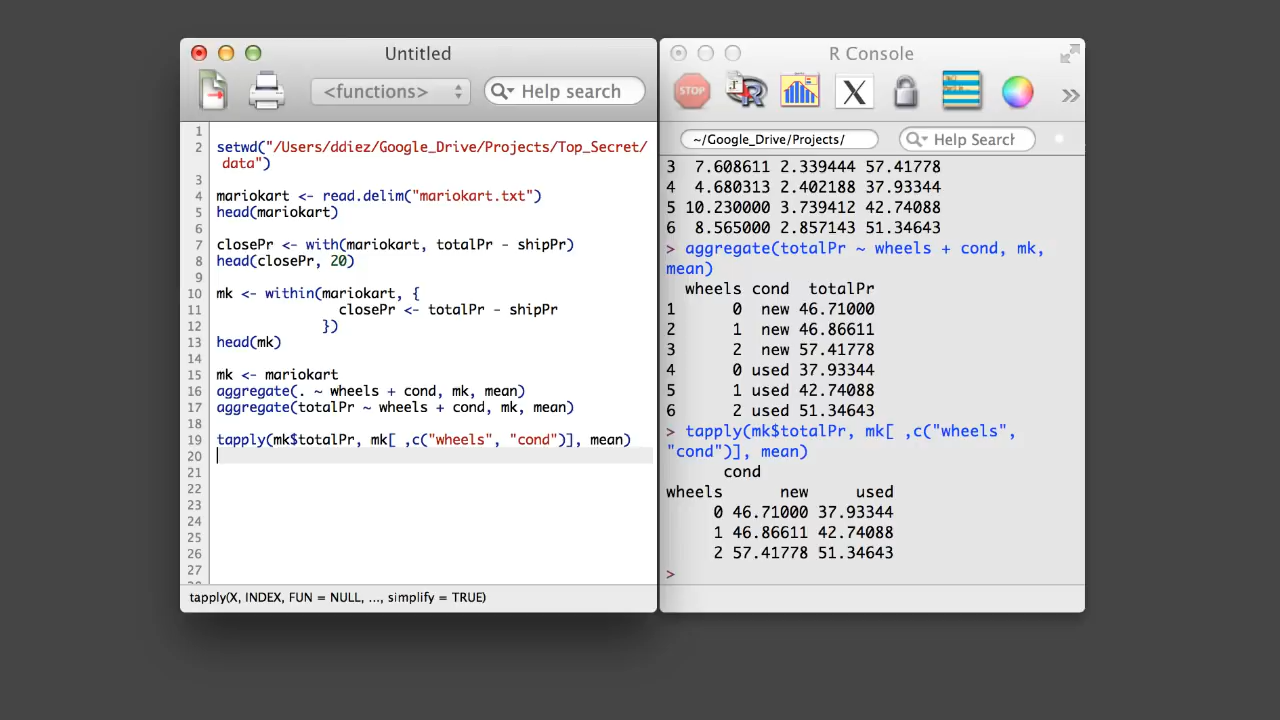 Untitled
<functions>
Help search
1
2 setwd("/Users/ddiez/Google_Drive/Projects/Top_Secret/
data")
3
4 mariokart <- read.delim("mariokart.txt")
5 head(mariokart)
6
7 closePr <- with(mariokart, totalPr - shipPr)
8 head(closePr, 20)
9
10 mk <- within(mariokart, {
11 closePr <- totalPr - shipPr
12 })
13 head(mk)
14
15 mk <- mariokart
16 aggregate(. ~ wheels + cond, mk, mean)
17 aggregate(totalPr ~ wheels + cond, mk, mean)
18
19 tapply(mk$totalPr, mk[ ,c("wheels", "cond")], mean)
20
21
22
23
24
25
26
27
tapply(X, INDEX, FUN = NULL, ..., simplify = TRUE)
R Console
STOP
R
X
»
~/Google_Drive/Projects/
Help Search
3 7.608611 2.339444 57.41778
4 4.680313 2.402188 37.93344
5 10.230000 3.739412 42.74088
6 8.565000 2.857143 51.34643
> aggregate(totalPr ~ wheels + cond, mk,
mean)
wheels cond totalPr
1 0 new 46.71000
2 1 new 46.86611
3 2 new 57.41778
4 0 used 37.93344
5 1 used 42.74088
6 2 used 51.34643
> tapply(mk$totalPr, mk[ ,c("wheels",
"cond")], mean)
cond
wheels new used
0 46.71000 37.93344
1 46.86611 42.74088
2 57.41778 51.34643
>